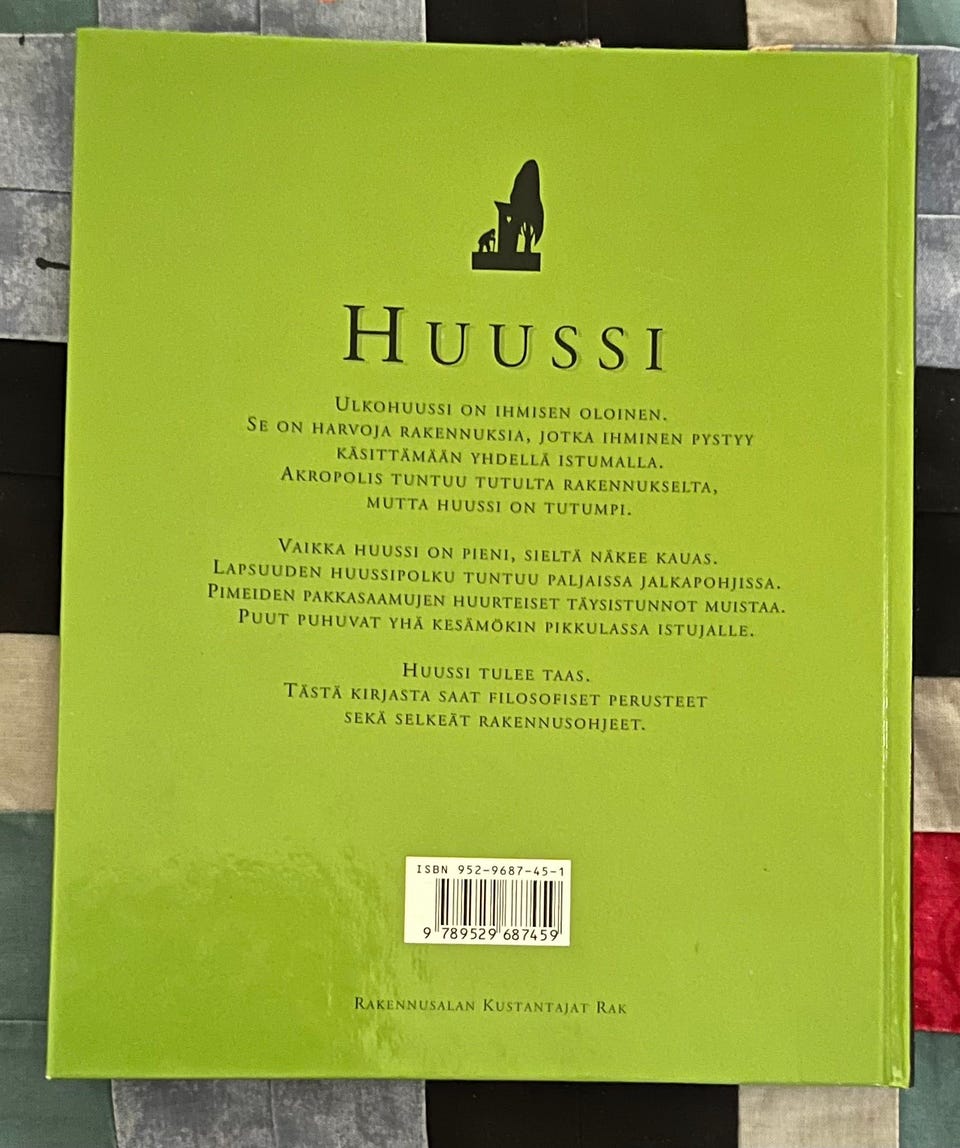 Huussi
Ulkohuussi on ihmisen oloinen.
Se on harvoja rakennuksia, jotka ihminen pystyy
käsittämään yhdellä istumalla.
Akropolis tuntuu tutulta rakennukselta,
mutta huussi on tutumpi.
Vaikka huussi on pieni, sieltä näkee kauas.
Lapsuuden huussipolku tuntuu paljaissa jalkapohjissa.
Pimeiden pakkasaamujen huurteiset täysistunnot muistaa.
Puut puhuvat yhä kesämökin pikkulassa istujalle.
Huussi tulee taas.
Tästä kirjasta saat filosofiset perusteet
sekä selkeät rakennusohjeet.
ISBN 952-9687-45-1
9 789529 687459
Rakennusalan Kustantajat Rak